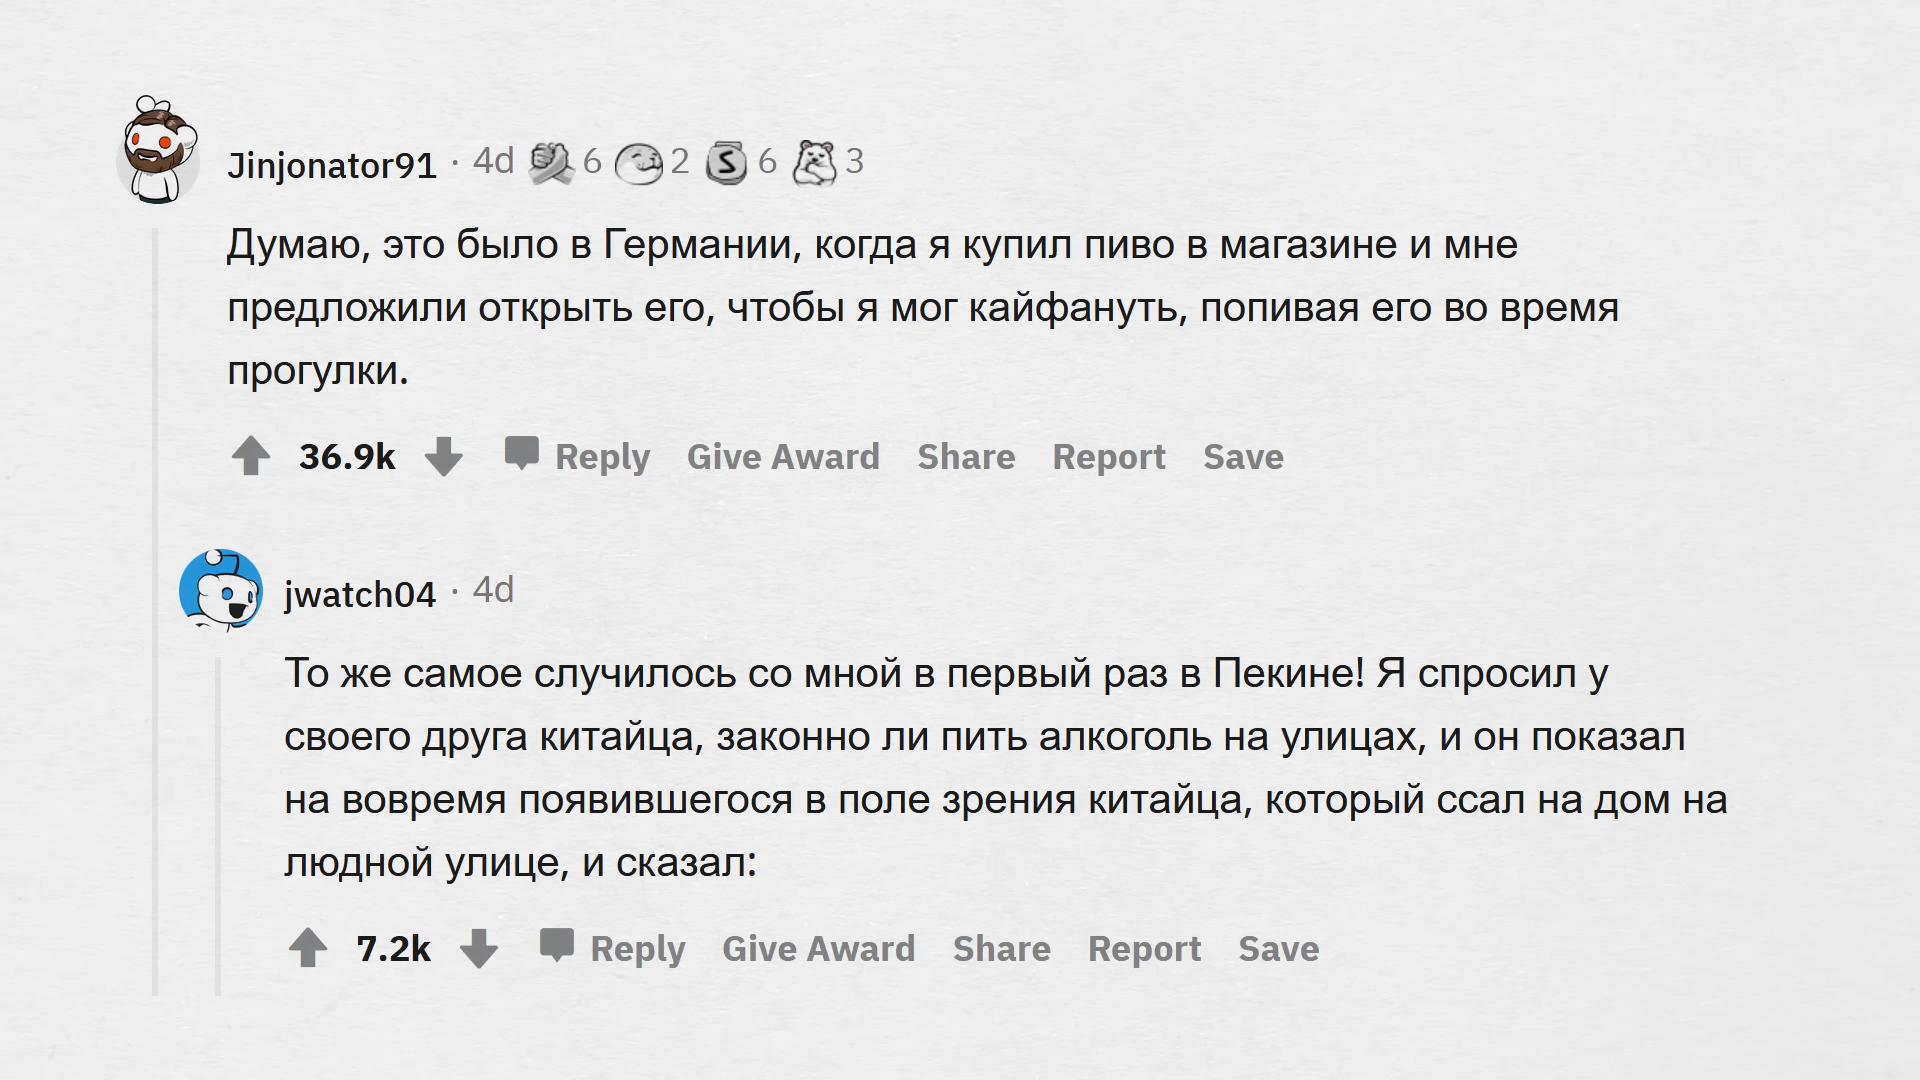 Jinjonator91 · 4d 6 2 S 6 3
Думаю, это было в Германии, когда я купил пиво в магазине и мне
предложили открыть его, чтобы я мог кайфануть, попивая его во время
прогулки.
36.9k Reply Give Award Share Report Save
jwatch04 · 4d
То же самое случилось со мной в первый раз в Пекине! Я спросил у
своего друга китайца, законно ли пить алкоголь на улицах, и он показал
на вовремя появившегося в поле зрения китайца, который ссал на дом на
людной улице, и сказал:
7.2k Reply Give Award Share Report Save